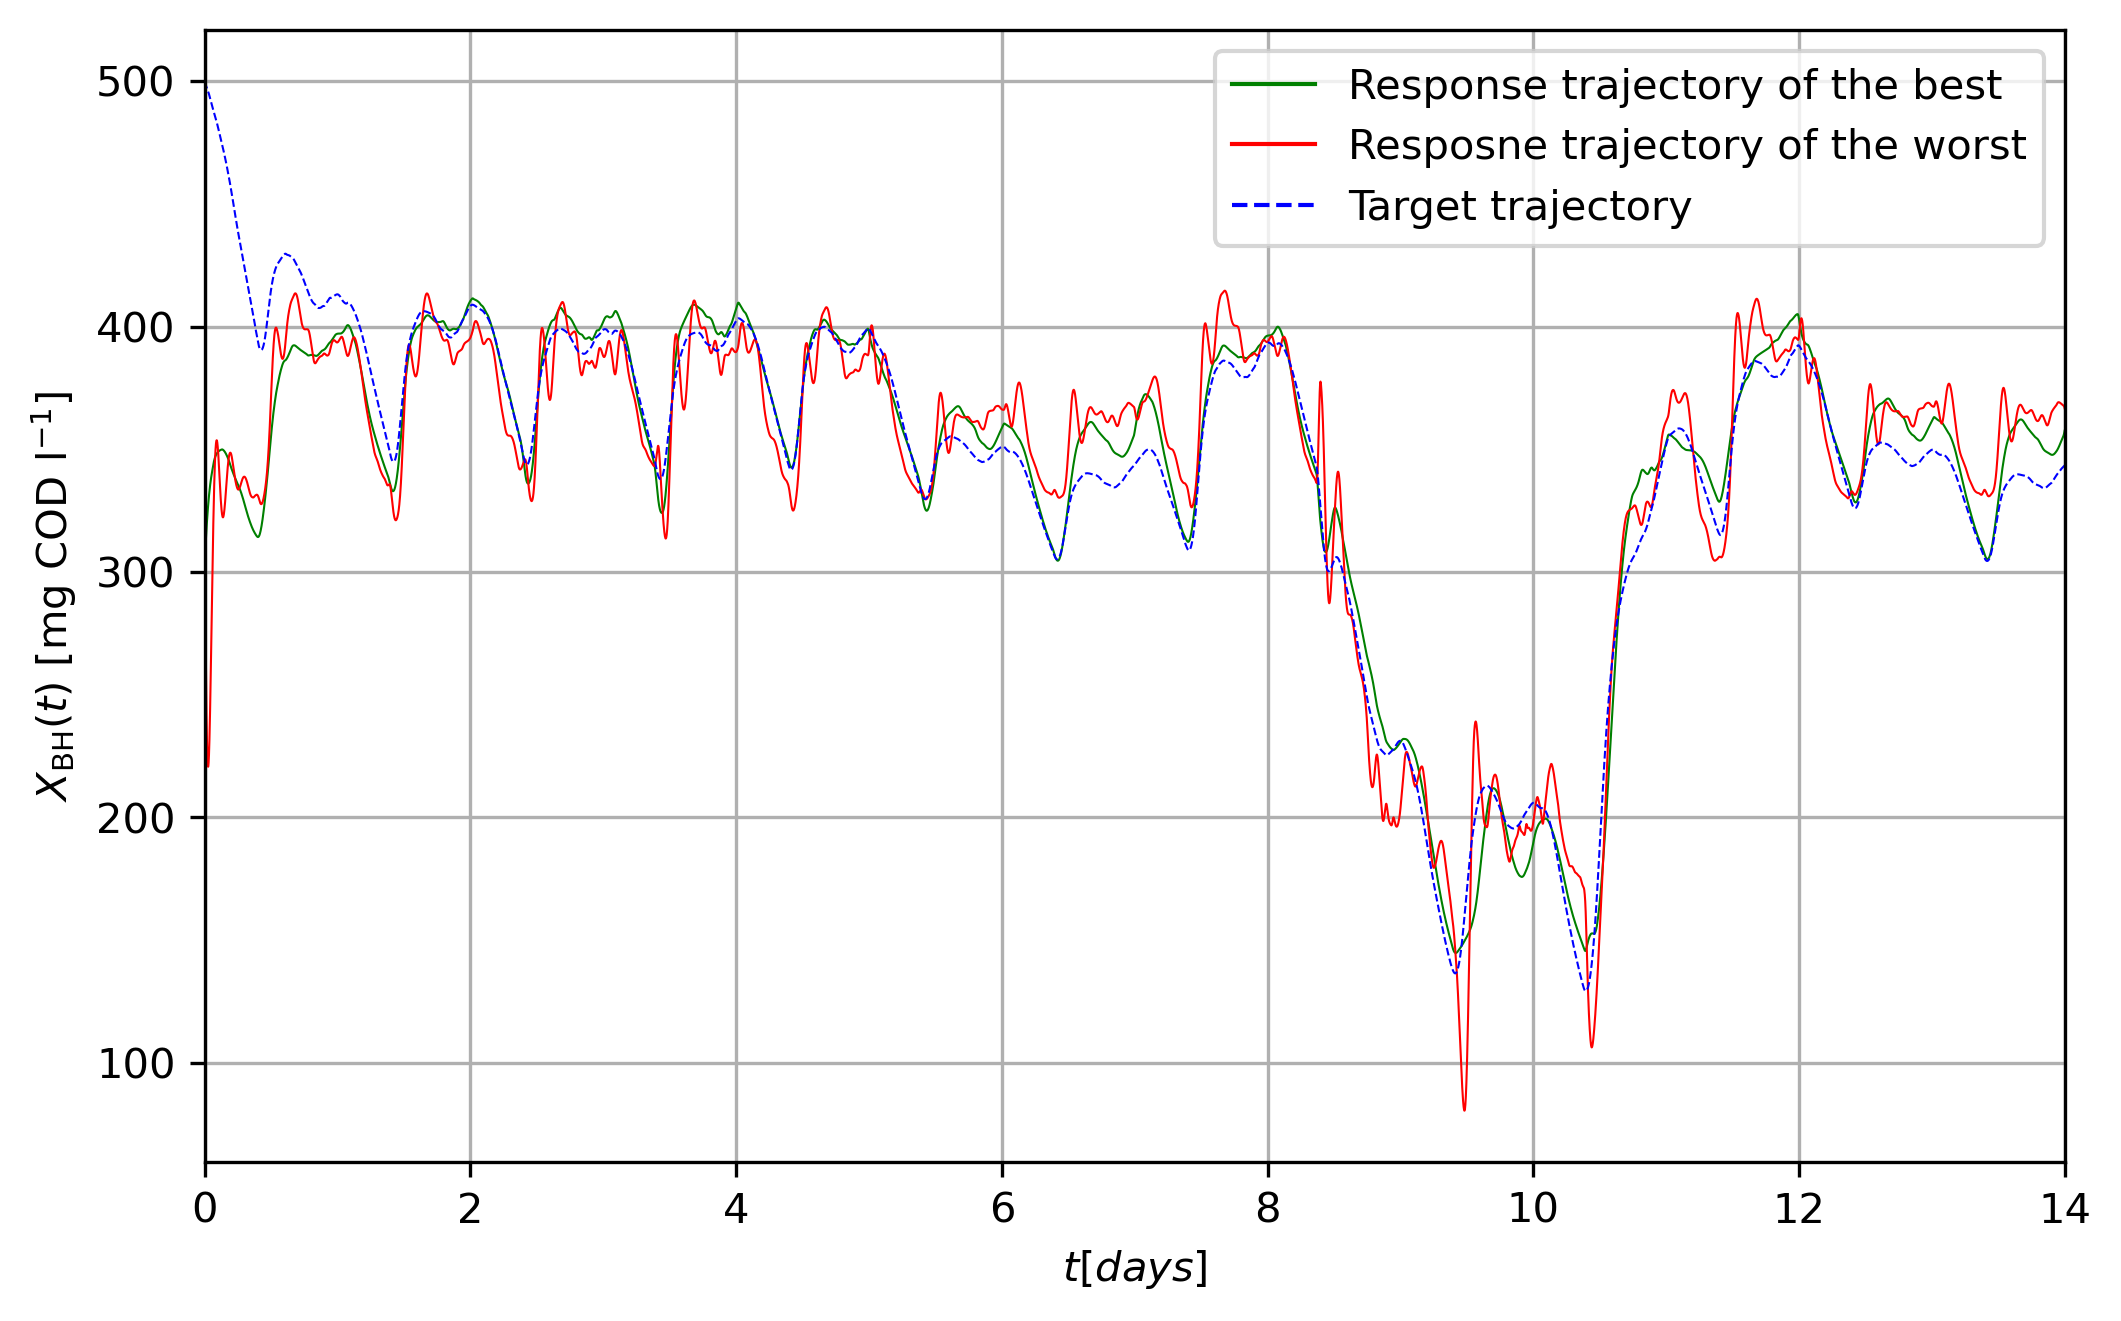 500
400
300
200
100
X_BH(t) [mg COD l⁻¹]
Response trajectory of the best
Resposne trajectory of the worst
Target trajectory
0 2 4 6 8 10 12 14
t[days]